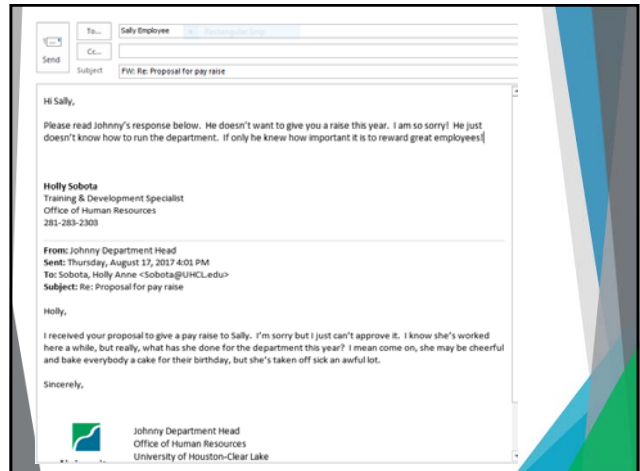 To...
Sally Employee
Rectangular Snip
Cc...
Send
Subject
FW: Re: Proposal for pay raise
Hi Sally,
Please read Johnny's response below. He doesn't want to give you a raise this year. I am so sorry! He just
doesn't know how to run the department. If only he knew how important it is to reward great employees!
Holly Sobota
Training & Development Specialist
Office of Human Resources
281-283-2303
From: Johnny Department Head
Sent: Thursday, August 17, 2017 4:01 PM
To: Sobota, Holly Anne <Sobota@UHCL.edu>
Subject: Re: Proposal for pay raise
Holly,
I received your proposal to give a pay raise to Sally. I'm sorry but I just can't approve it. I know she's worked
here a while, but really, what has she done for the department this year? I mean come on, she may be cheerful
and bake everybody a cake for their birthday, but she's taken off sick an awful lot.
Sincerely,
Johnny Department Head
Office of Human Resources
University of Houston-Clear Lake